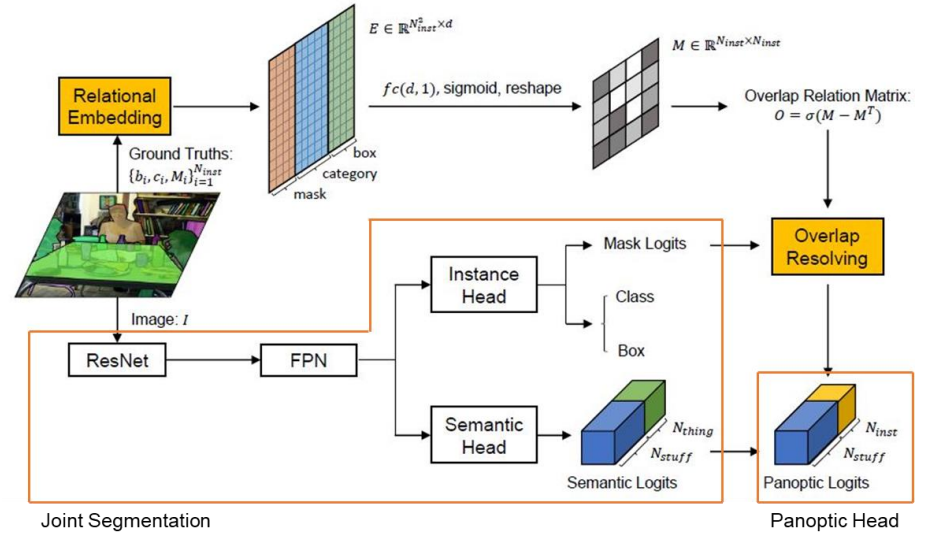 E ∈ ℝ^{N_{inst}^2 × d}
M ∈ ℝ^{N_{inst} × N_{inst}}
Relational
Embedding
fc(d, 1), sigmoid, reshape
Overlap Relation Matrix:
O = σ(M − M^T)
Ground Truths:
{b_i, c_i, M_i}_{i=1}^{N_{inst}}
box
category
mask
Overlap
Resolving
Mask Logits
Instance
Head
Class
Box
Image: I
ResNet
FPN
Semantic
Head
N_{thing}
N_{stuff}
Semantic Logits
N_{inst}
N_{stuff}
Panoptic Logits
Joint Segmentation
Panoptic Head